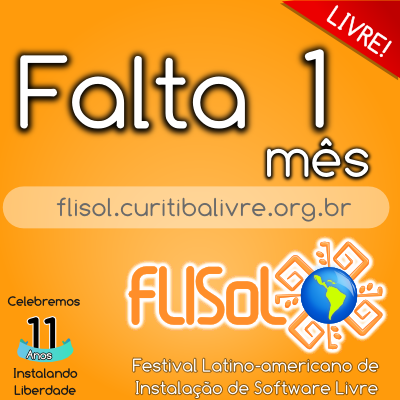 LIVRE!
Falta 1
mês
flisol.curitibalivre.org.br
FLISoL
Celebremos
11
Anos
Instalando
Liberdade
Festival Latino-americano de
Instalação de Software Livre